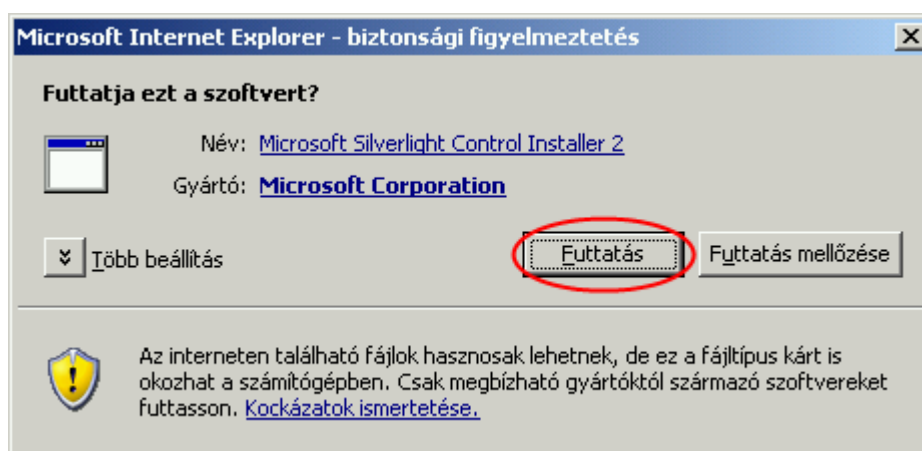 Microsoft Internet Explorer - biztonsági figyelmeztetés
Futtatja ezt a szoftvert?
Név: Microsoft Silverlight Control Installer 2
Gyártó: Microsoft Corporation
Több beállítás
Futtatás
Futtatás mellőzése
Az interneten található fájlok hasznosak lehetnek, de ez a fájltípus kárt is
okozhat a számítógépben. Csak megbízható gyártóktól származó szoftvereket
futtasson. Kockázatok ismertetése.